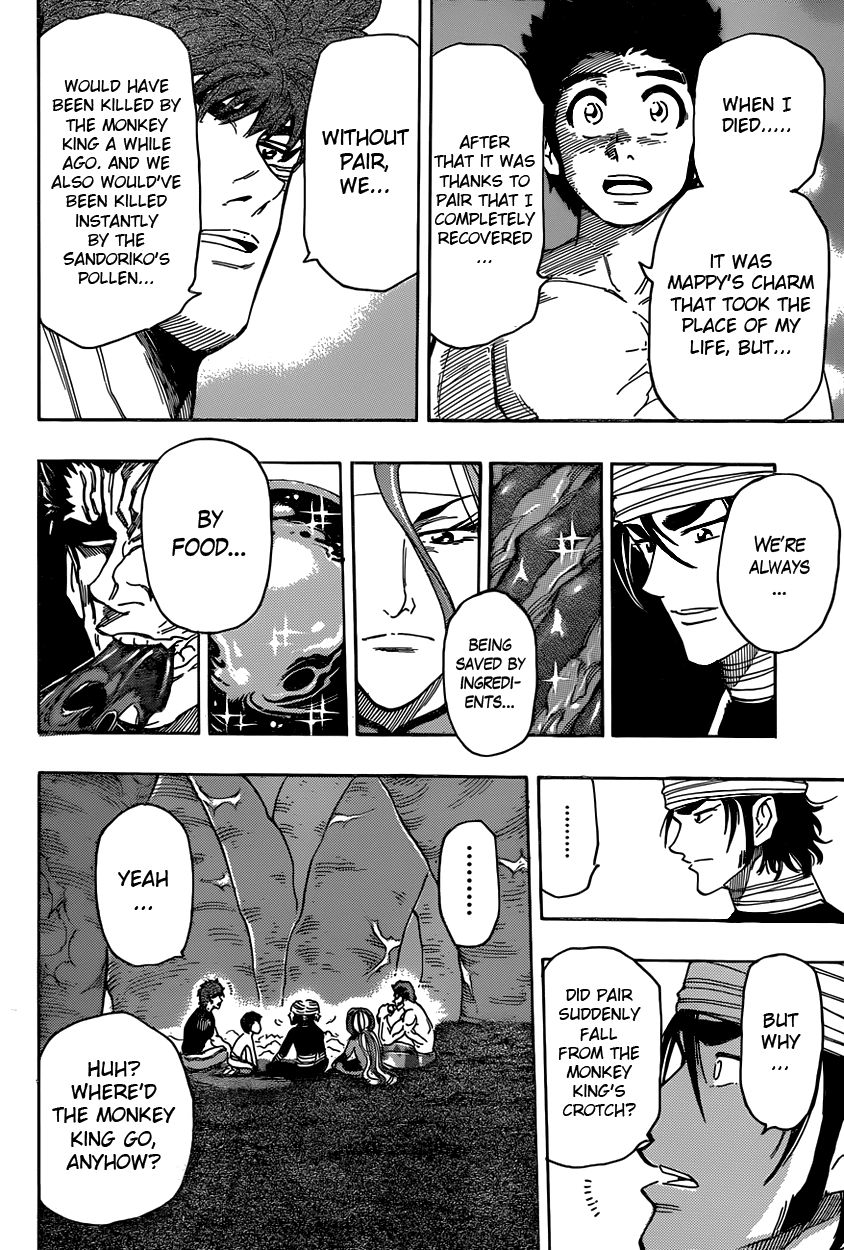 WHEN I
DIED.....
IT WAS
MAPPY'S CHARM
THAT TOOK THE
PLACE OF MY
LIFE, BUT...
AFTER
THAT IT WAS
THANKS TO
PAIR THAT I
COMPLETELY
RECOVERED
...
WITHOUT
PAIR,
WE...
WOULD HAVE
BEEN KILLED BY
THE MONKEY
KING A WHILE
AGO. AND WE
ALSO WOULD'VE
BEEN KILLED
INSTANTLY
BY THE
SANDORIKO'S
POLLEN...
WE'RE
ALWAYS
...
BEING
SAVED BY
INGREDI-
ENTS...
BY
FOOD...
.........
BUT
WHY
...
DID PAIR
SUDDENLY
FALL
FROM THE
MONKEY
KING'S
CROTCH?
.........
YEAH
...
HUH?
WHERE'D
THE MONKEY
KING GO,
ANYHOW?